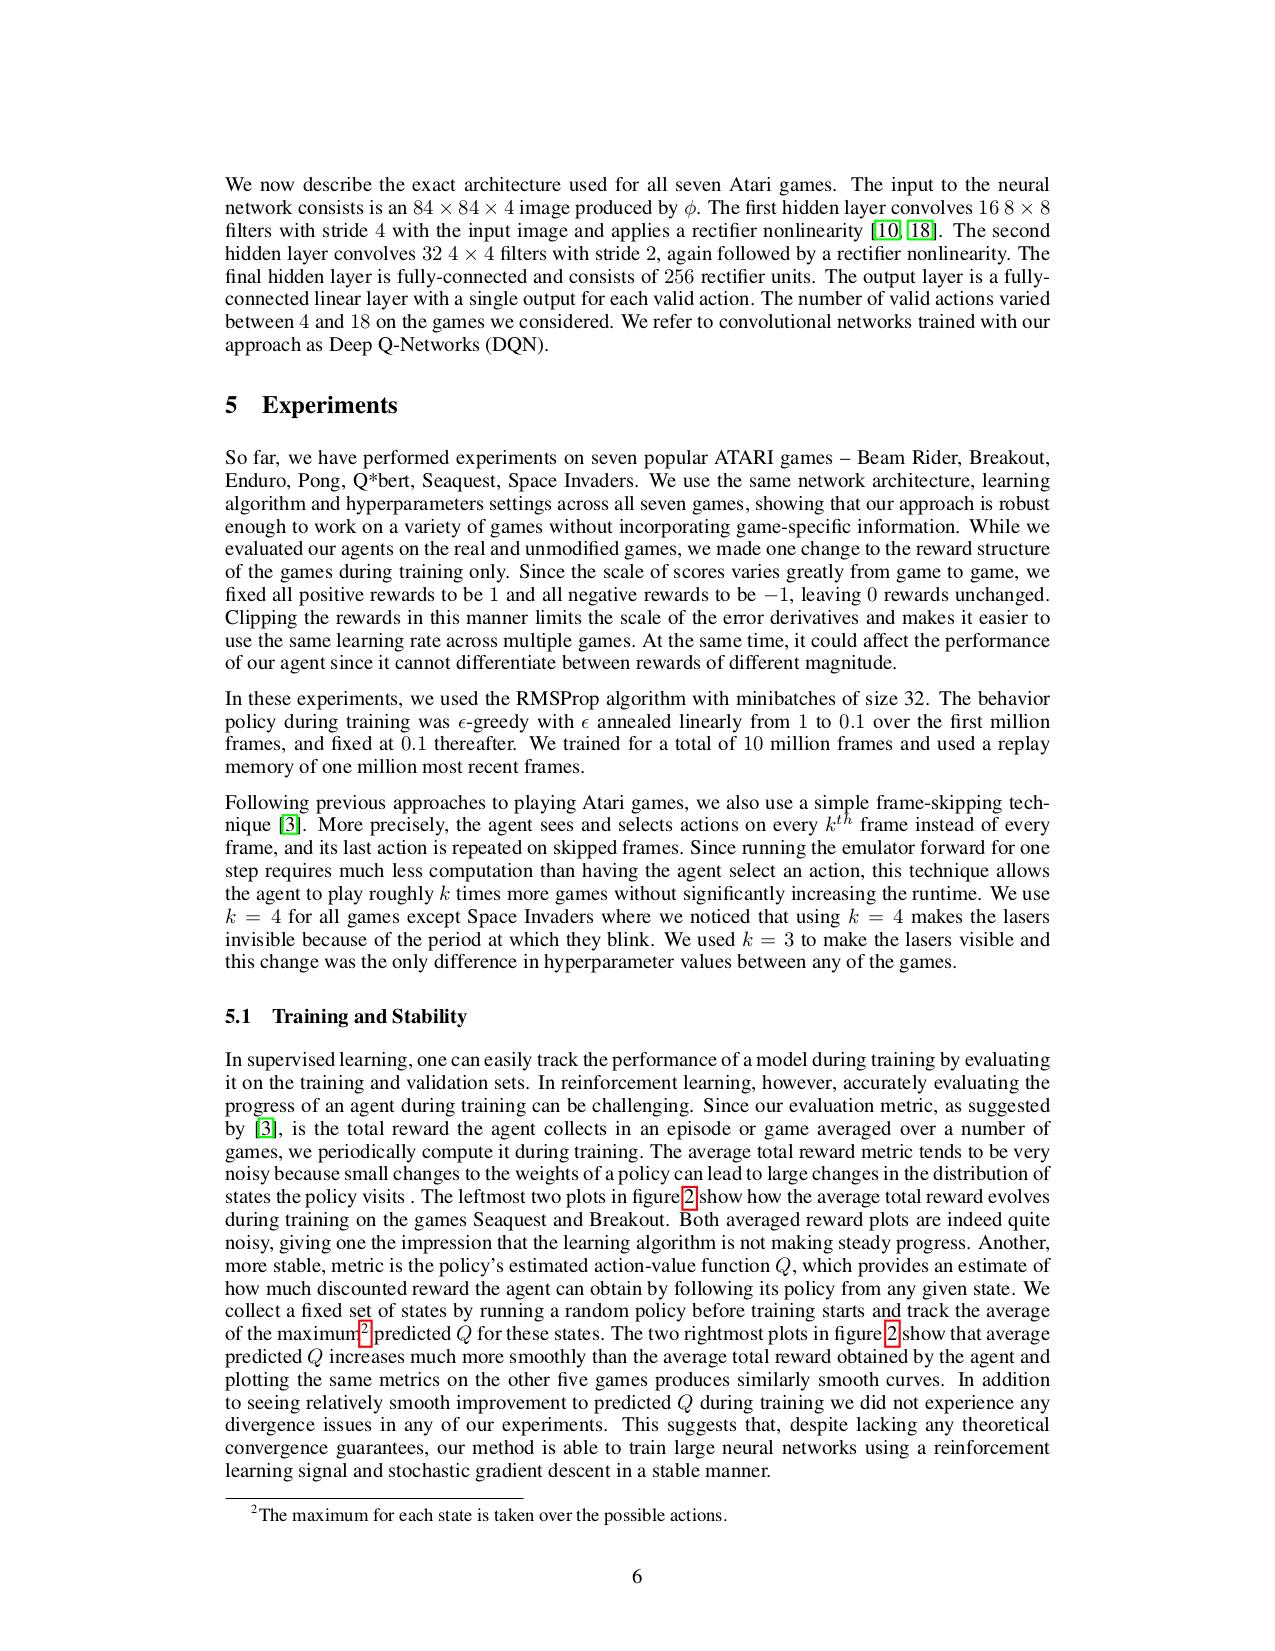 We now describe the exact architecture used for all seven Atari games. The input to the neural
network consists is an 84 × 84 × 4 image produced by ϕ. The first hidden layer convolves 16 8 × 8
filters with stride 4 with the input image and applies a rectifier nonlinearity [10, 18]. The second
hidden layer convolves 32 4 × 4 filters with stride 2, again followed by a rectifier nonlinearity. The
final hidden layer is fully-connected and consists of 256 rectifier units. The output layer is a fully-
connected linear layer with a single output for each valid action. The number of valid actions varied
between 4 and 18 on the games we considered. We refer to convolutional networks trained with our
approach as Deep Q-Networks (DQN).
5 Experiments
So far, we have performed experiments on seven popular ATARI games – Beam Rider, Breakout,
Enduro, Pong, Q*bert, Seaquest, Space Invaders. We use the same network architecture, learning
algorithm and hyperparameters settings across all seven games, showing that our approach is robust
enough to work on a variety of games without incorporating game-specific information. While we
evaluated our agents on the real and unmodified games, we made one change to the reward structure
of the games during training only. Since the scale of scores varies greatly from game to game, we
fixed all positive rewards to be 1 and all negative rewards to be −1, leaving 0 rewards unchanged.
Clipping the rewards in this manner limits the scale of the error derivatives and makes it easier to
use the same learning rate across multiple games. At the same time, it could affect the performance
of our agent since it cannot differentiate between rewards of different magnitude.
In these experiments, we used the RMSProp algorithm with minibatches of size 32. The behavior
policy during training was ϵ-greedy with ϵ annealed linearly from 1 to 0.1 over the first million
frames, and fixed at 0.1 thereafter. We trained for a total of 10 million frames and used a replay
memory of one million most recent frames.
Following previous approaches to playing Atari games, we also use a simple frame-skipping tech-
nique [3]. More precisely, the agent sees and selects actions on every kth frame instead of every
frame, and its last action is repeated on skipped frames. Since running the emulator forward for one
step requires much less computation than having the agent select an action, this technique allows
the agent to play roughly k times more games without significantly increasing the runtime. We use
k = 4 for all games except Space Invaders where we noticed that using k = 4 makes the lasers
invisible because of the period at which they blink. We used k = 3 to make the lasers visible and
this change was the only difference in hyperparameter values between any of the games.
5.1 Training and Stability
In supervised learning, one can easily track the performance of a model during training by evaluating
it on the training and validation sets. In reinforcement learning, however, accurately evaluating the
progress of an agent during training can be challenging. Since our evaluation metric, as suggested
by [3], is the total reward the agent collects in an episode or game averaged over a number of
games, we periodically compute it during training. The average total reward metric tends to be very
noisy because small changes to the weights of a policy can lead to large changes in the distribution of
states the policy visits . The leftmost two plots in figure 2 show how the average total reward evolves
during training on the games Seaquest and Breakout. Both averaged reward plots are indeed quite
noisy, giving one the impression that the learning algorithm is not making steady progress. Another,
more stable, metric is the policy's estimated action-value function Q, which provides an estimate of
how much discounted reward the agent can obtain by following its policy from any given state. We
collect a fixed set of states by running a random policy before training starts and track the average
of the maximum2 predicted Q for these states. The two rightmost plots in figure 2 show that average
predicted Q increases much more smoothly than the average total reward obtained by the agent and
plotting the same metrics on the other five games produces similarly smooth curves. In addition
to seeing relatively smooth improvement to predicted Q during training we did not experience any
divergence issues in any of our experiments. This suggests that, despite lacking any theoretical
convergence guarantees, our method is able to train large neural networks using a reinforcement
learning signal and stochastic gradient descent in a stable manner.
2The maximum for each state is taken over the possible actions.
6